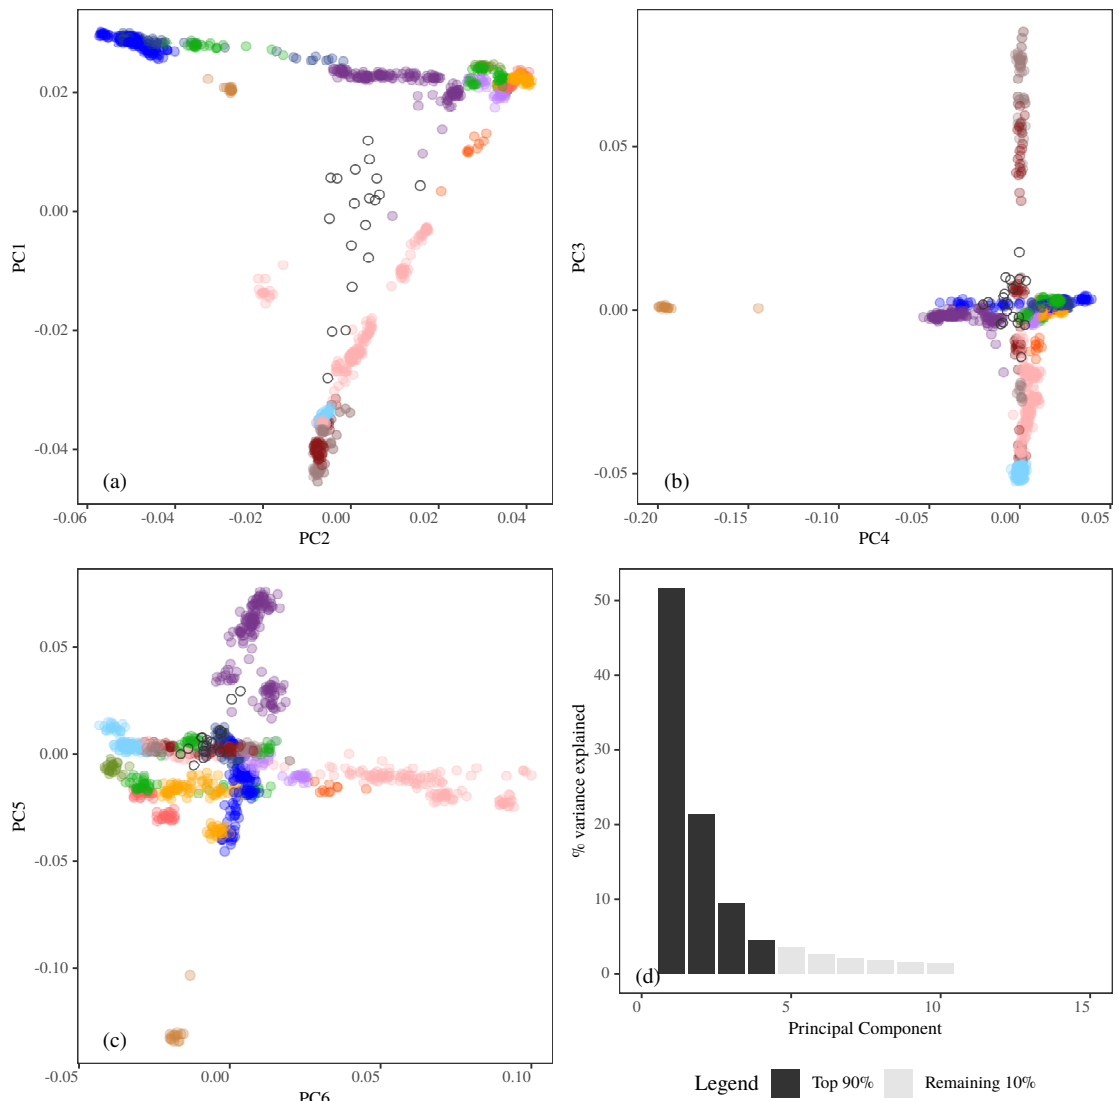 0.02
0.00
-0.02
-0.04
PC1
(a)
-0.06
-0.04
-0.02
0.00
0.02
0.04
PC2
0.05
0.00
-0.05
PC3
(b)
-0.20
-0.15
-0.10
-0.05
0.00
0.05
PC4
0.05
0.00
-0.05
-0.10
PC5
(c)
-0.05
0.00
0.05
0.10
PC6
50
40
30
20
10
0
% variance explained
(d)
0
5
10
15
Principal Component
Legend
Top 90%
Remaining 10%